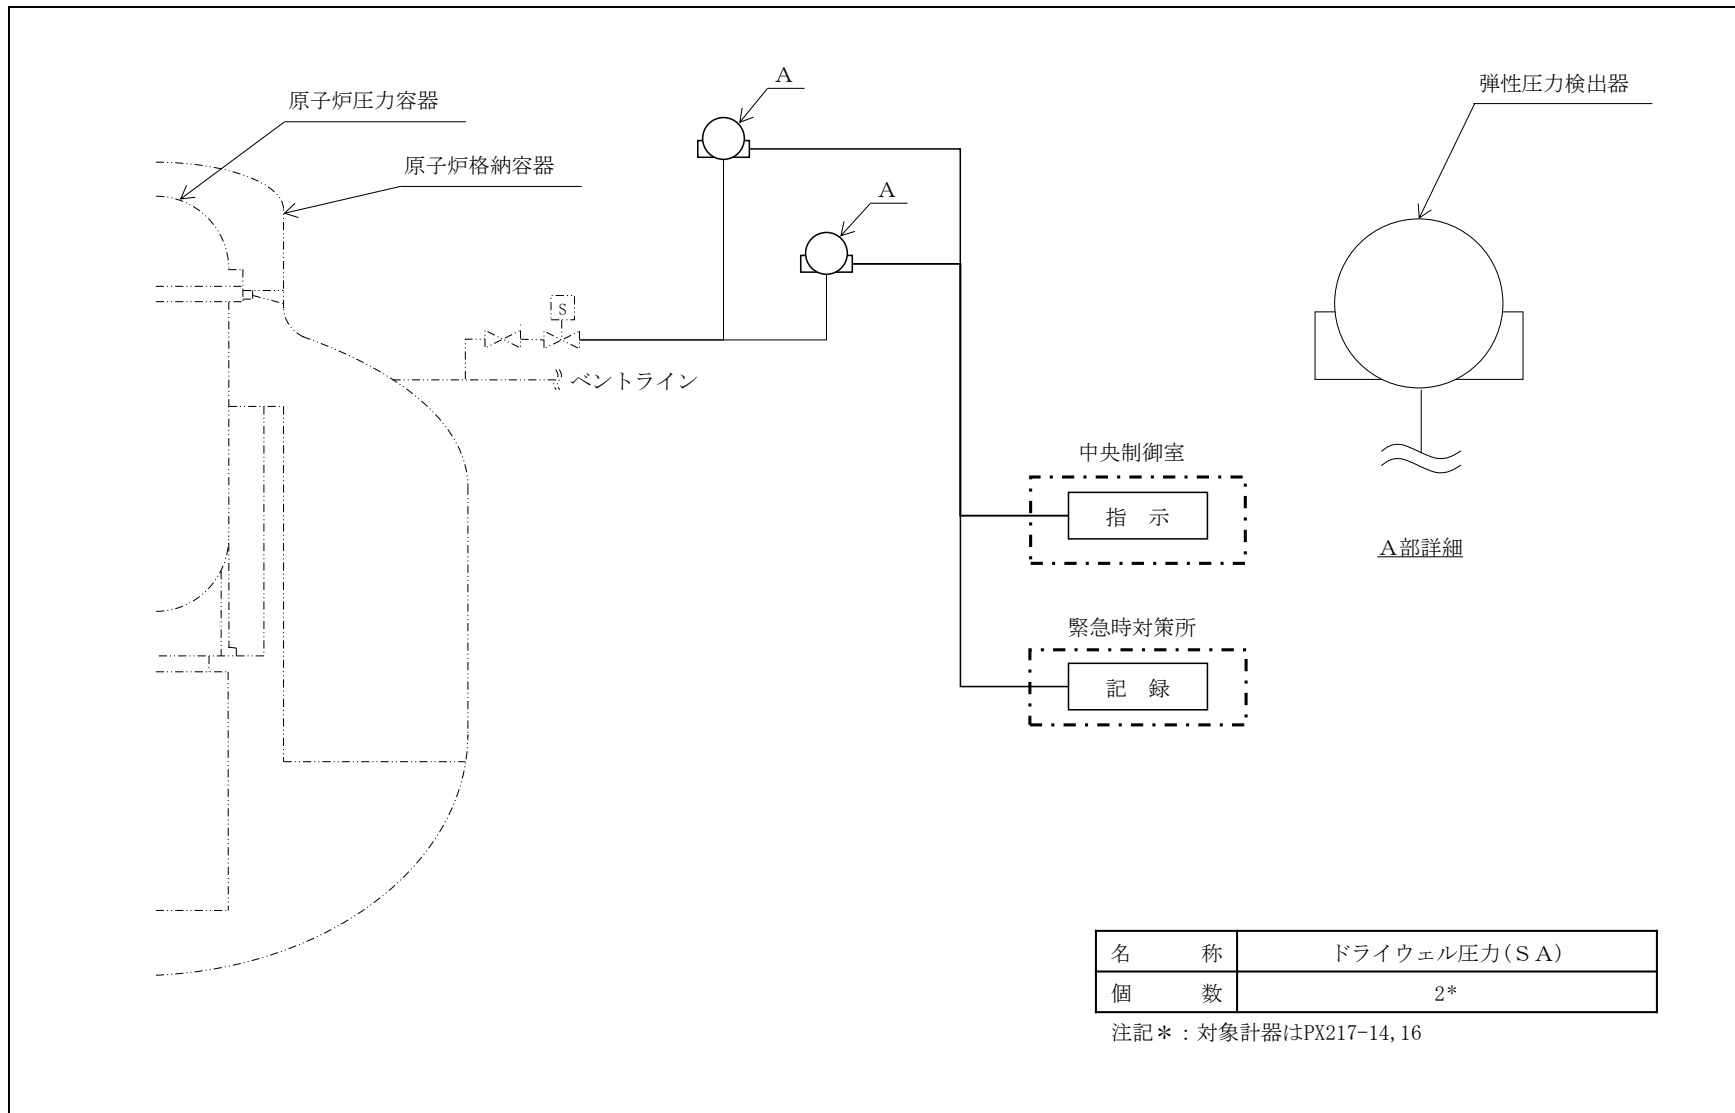 A
弾性圧力検出器
原子炉圧力容器
原子炉格納容器
A
S
ベントライン
中央制御室
指　示
A部詳細
緊急時対策所
記　録
名　　　称　ドライウェル圧力(ＳＡ)
個　　　数　2*
注記＊：対象計器はPX217-14,16